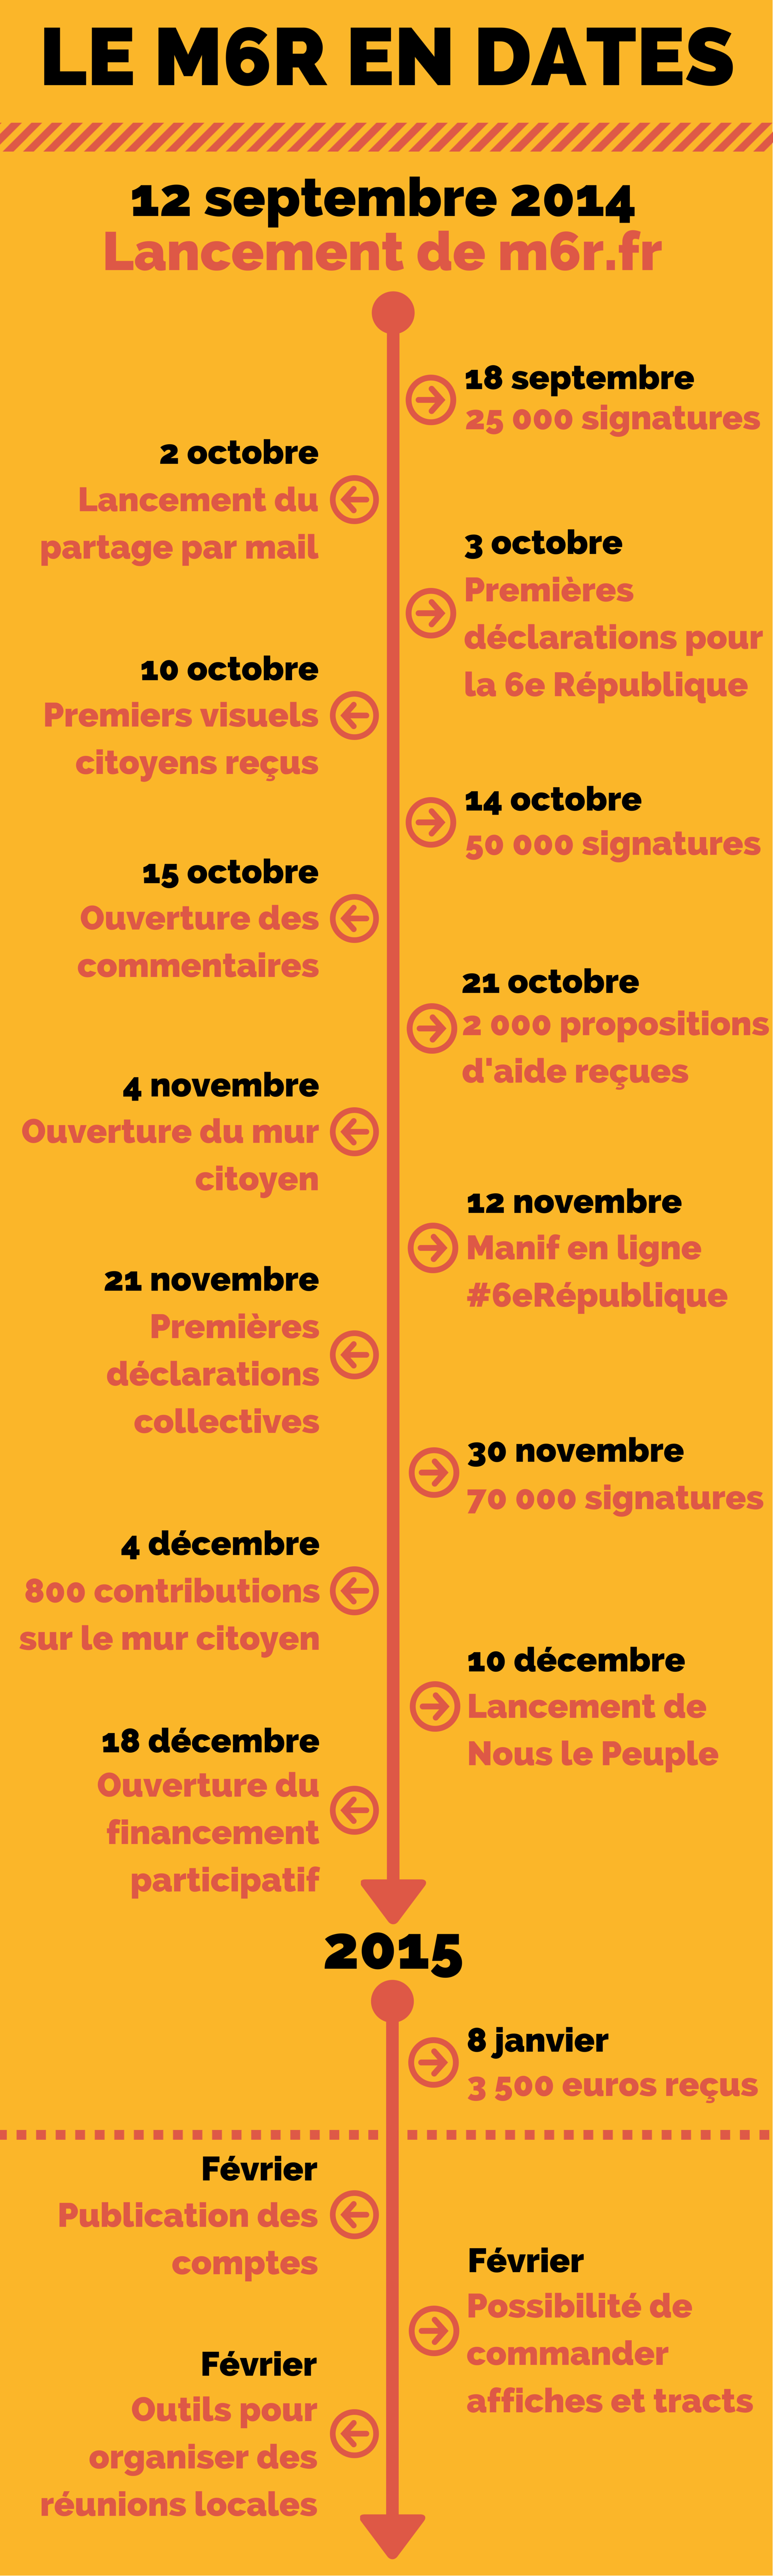 LE M6R EN DATES
12 septembre 2014
Lancement de m6r.fr
18 septembre
25 000 signatures
2 octobre
Lancement du
partage par mail
3 octobre
Premières
déclarations pour
la 6e République
10 octobre
Premiers visuels
citoyens reçus
14 octobre
50 000 signatures
15 octobre
Ouverture des
commentaires
21 octobre
2 000 propositions
d'aide reçues
4 novembre
Ouverture du mur
citoyen
12 novembre
Manif en ligne
#6eRépublique
21 novembre
Premières
déclarations
collectives
30 novembre
70 000 signatures
4 décembre
800 contributions
sur le mur citoyen
10 décembre
Lancement de
Nous le Peuple
18 décembre
Ouverture du
financement
participatif
2015
8 janvier
3 500 euros reçus
Février
Publication des
comptes
Février
Possibilité de
commander
affiches et tracts
Février
Outils pour
organiser des
réunions locales